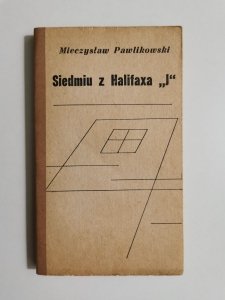 Mieczysław Pawlikowski
Siedmiu z Halifaxa „J“